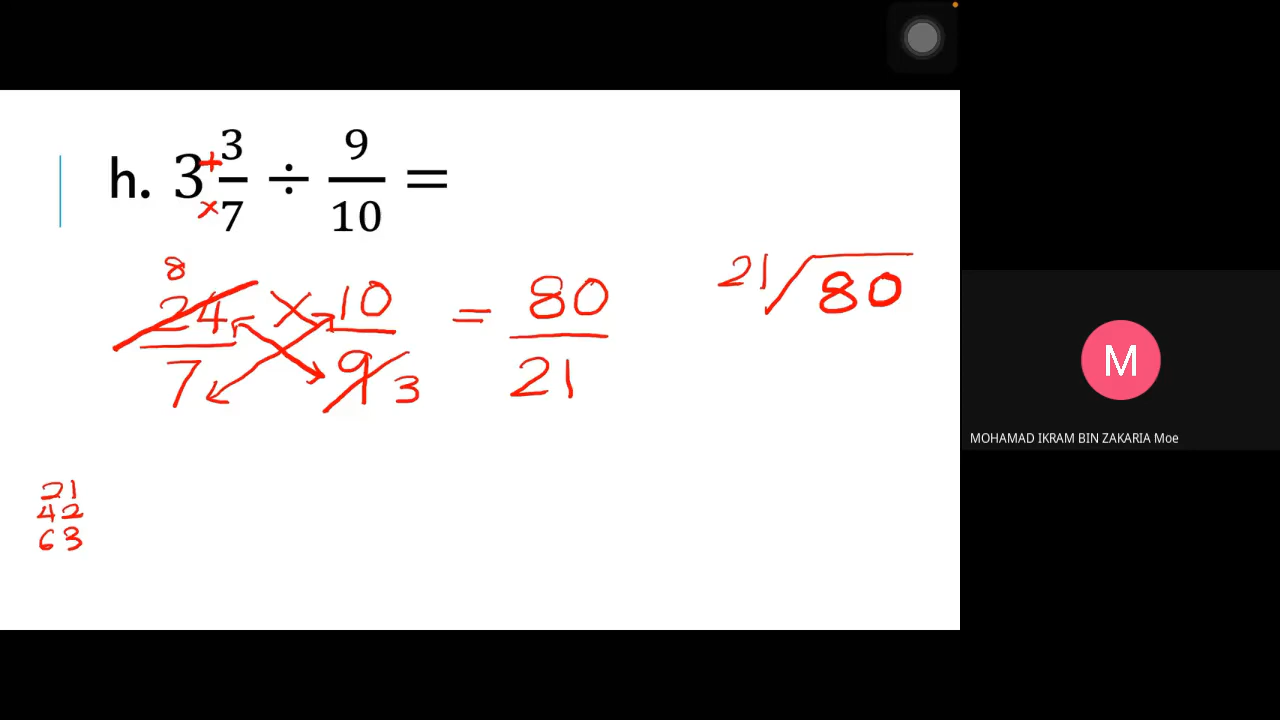 h. 3 3/7 ÷ 9/10 =
+
×
8
24/7 × 10/9 = 80/21
3
21 80
21
42
63
M
MOHAMAD IKRAM BIN ZAKARIA Moe